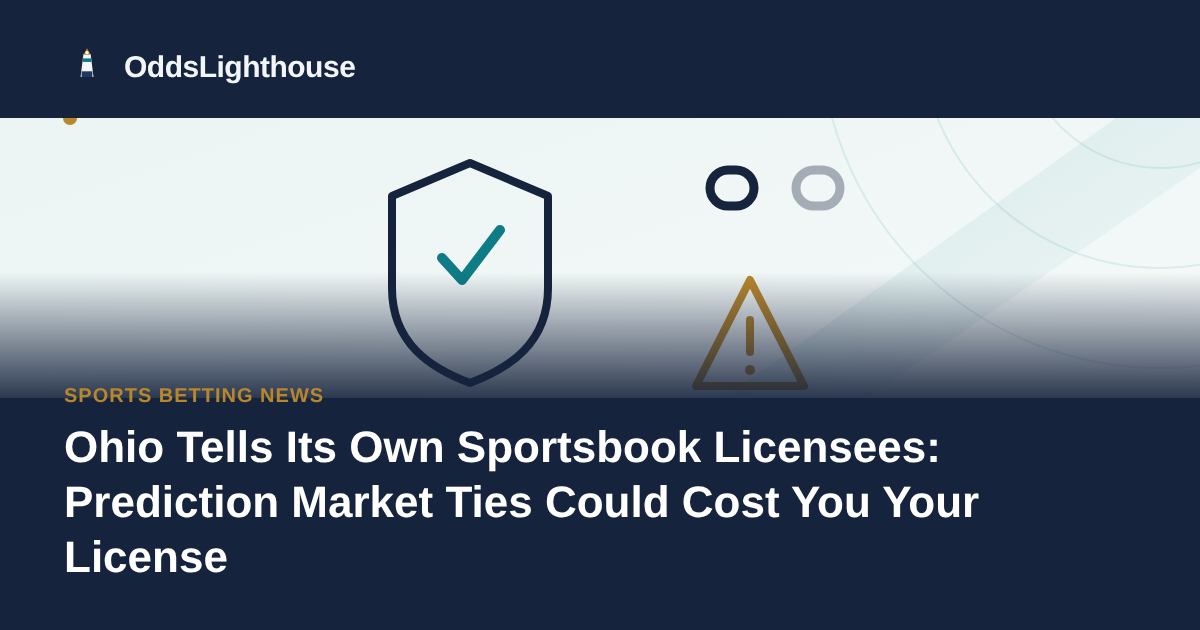 OddsLighthouse
SPORTS BETTING NEWS
Ohio Tells Its Own Sportsbook Licensees:
Prediction Market Ties Could Cost You Your
License